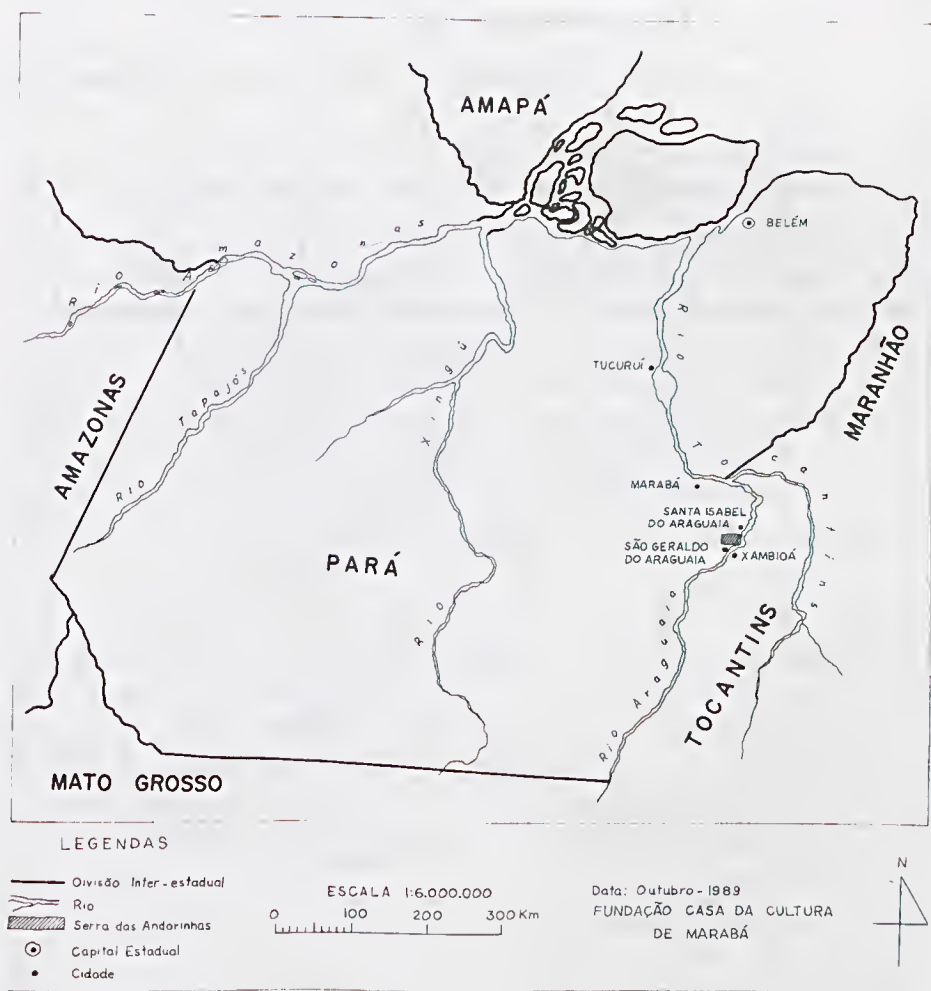 AMAPÁ
BELÉM
Rio Amazonas
RIO Tapajós
RIO Xingú
RIO Tocantins
TUCURUÍ
MARANHÃO
AMAZONAS
MARABÁ
SANTA ISABEL
DO ARAGUAIA
SÃO GERALDO
DO ARAGUAIA
XAMBIOÁ
PARÁ
Rio Araguaia
TOCANTINS
MATO GROSSO
LEGENDAS
Divisão Inter-estadual
Rio
Serra das Andorinhas
Capital Estadual
Cidade
ESCALA 1:6.000.000
0 100 200 300 Km
Data: Outubro-1989
FUNDAÇÃO CASA DA CULTURA
DE MARABÁ
N